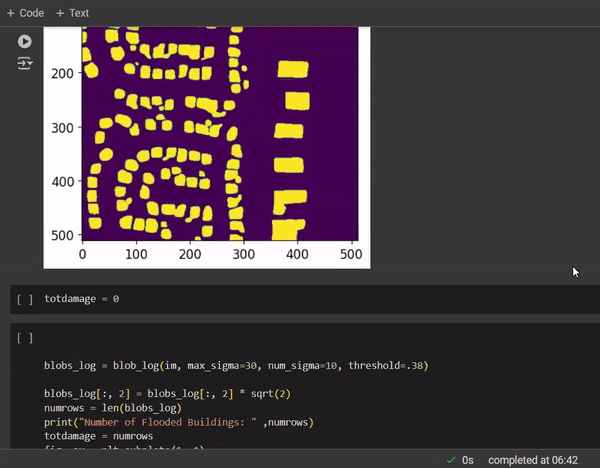 + Code + Text
200
300
400
500
0 100 200 300 400 500
[ ] totdamage = 0
[ ]
blobs_log = blob_log(im, max_sigma=30, num_sigma=10, threshold=.38)
blobs_log[:, 2] = blobs_log[:, 2] * sqrt(2)
numrows = len(blobs_log)
print("Number of Flooded Buildings: " ,numrows)
totdamage = numrows
0s completed at 06:42